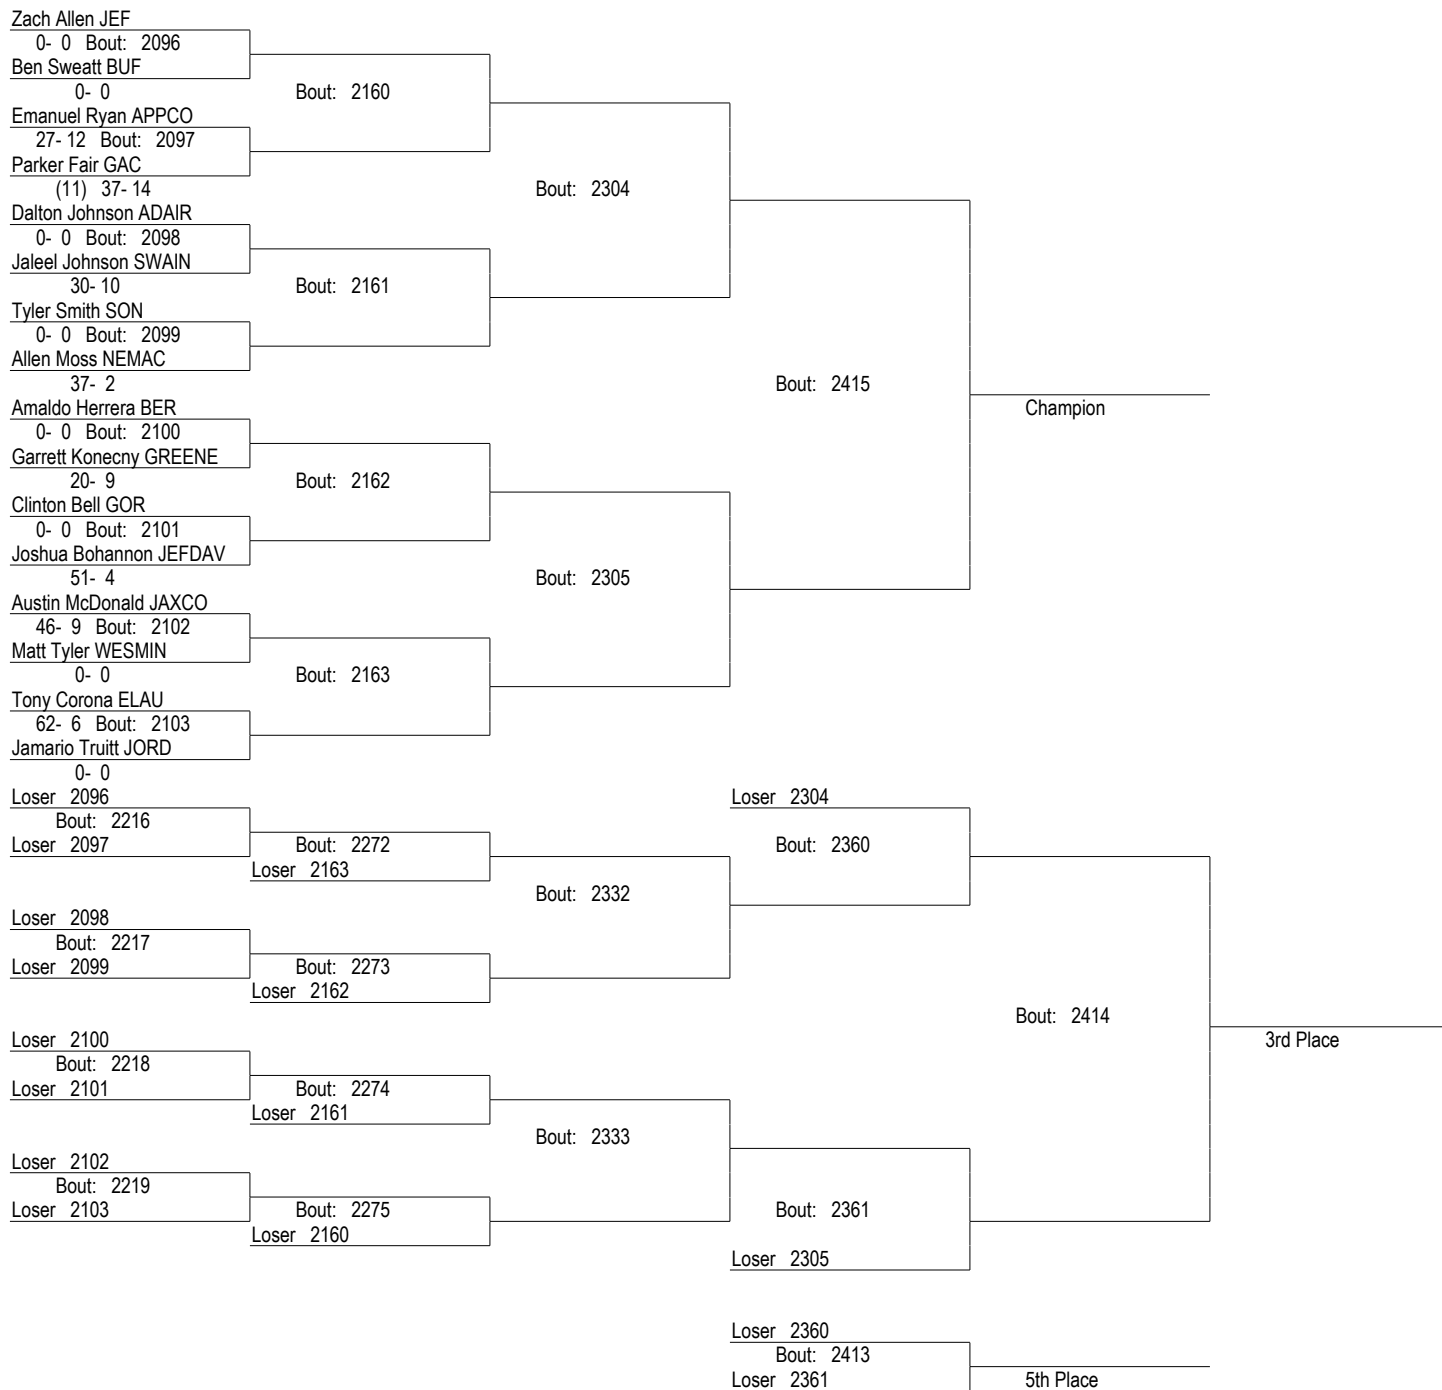 Zach Allen JEF
0- 0 Bout: 2096
Ben Sweatt BUF
0- 0
Bout: 2160
Emanuel Ryan APPCO
27- 12 Bout: 2097
Parker Fair GAC
(11) 37- 14
Bout: 2304
Dalton Johnson ADAIR
0- 0 Bout: 2098
Jaleel Johnson SWAIN
30- 10
Bout: 2161
Tyler Smith SON
0- 0 Bout: 2099
Allen Moss NEMAC
37- 2
Bout: 2415
Arnaldo Herrera BER
Champion
0- 0 Bout: 2100
Garrett Konecny GREENE
20- 9
Bout: 2162
Clinton Bell GOR
0- 0 Bout: 2101
Joshua Bohannon JEFDAV
51- 4
Bout: 2305
Austin McDonald JAXCO
46- 9 Bout: 2102
Matt Tyler WESMIN
0- 0
Bout: 2163
Tony Corona ELAU
62- 6 Bout: 2103
Jamario Truitt JORD
0- 0
Loser 2096
Loser 2304
Bout: 2216
Loser 2097
Bout: 2272
Bout: 2360
Loser 2163
Bout: 2332
Loser 2098
Bout: 2217
Loser 2099
Bout: 2273
Loser 2162
Bout: 2414
Loser 2100
3rd Place
Bout: 2218
Loser 2101
Bout: 2274
Loser 2161
Bout: 2333
Loser 2102
Bout: 2219
Loser 2103
Bout: 2275
Bout: 2361
Loser 2160
Loser 2305
Loser 2360
Bout: 2413
Loser 2361
5th Place